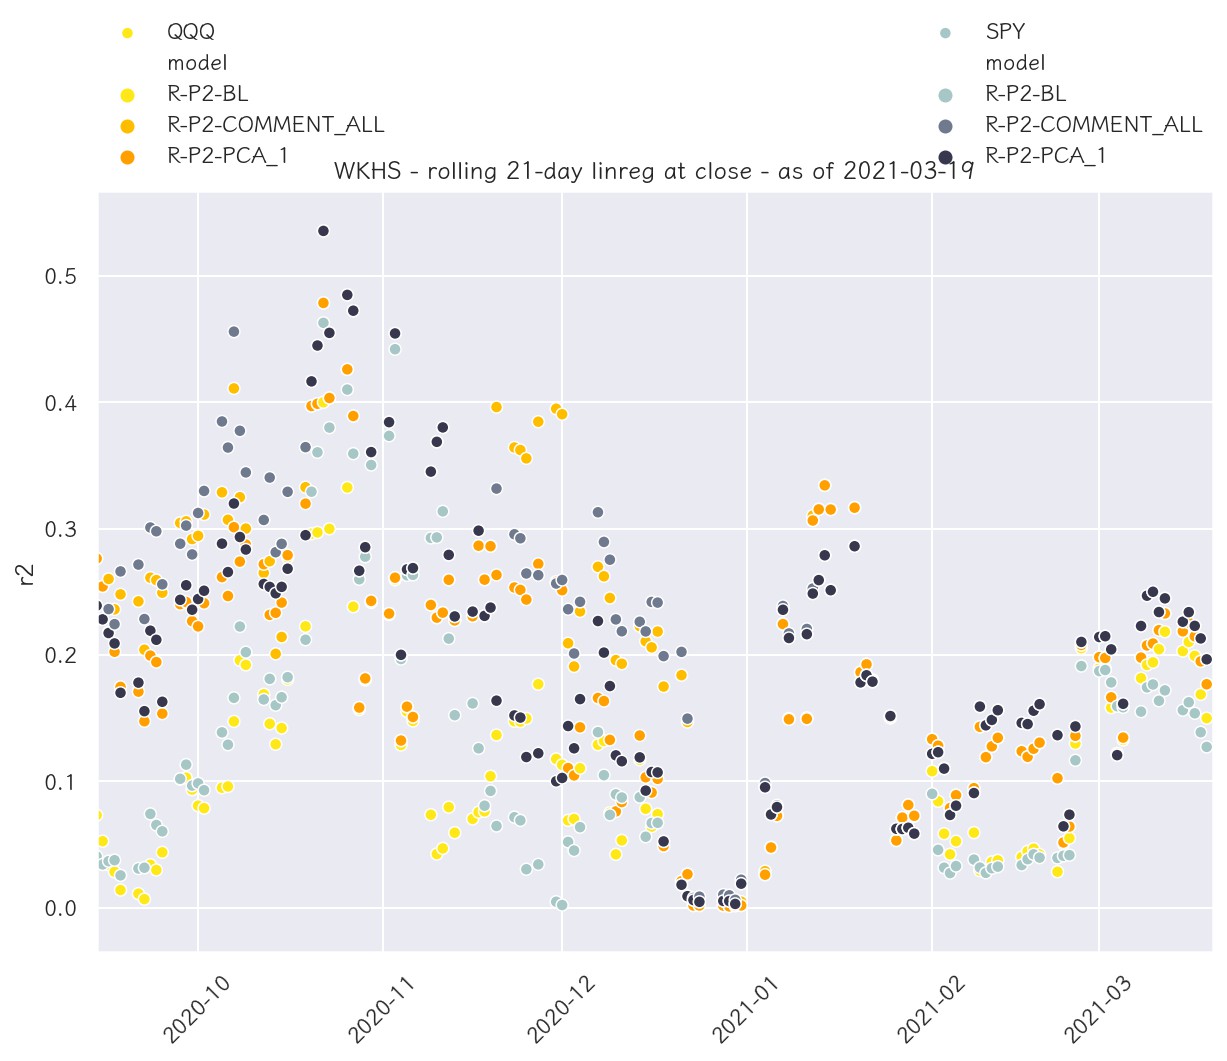 QQQ
model
R-P2-BL
R-P2-COMMENT_ALL
R-P2-PCA_1
SPY
model
R-P2-BL
R-P2-COMMENT_ALL
R-P2-PCA_1
WKHS - rolling 21-day linreg at close - as of 2021-03-19
r2
0.5
0.4
0.3
0.2
0.1
0.0
2020-10
2020-11
2020-12
2021-01
2021-02
2021-03